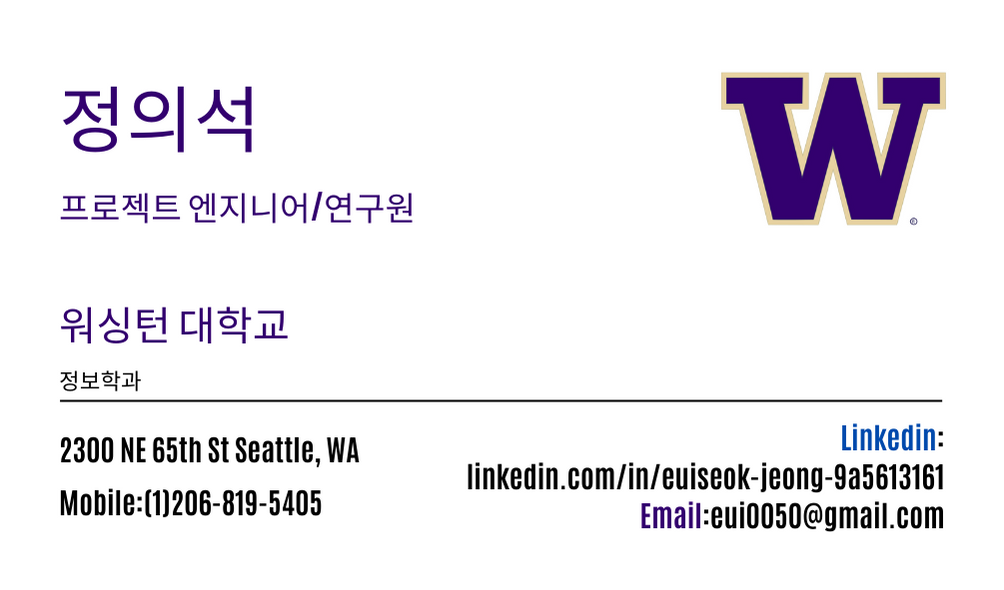 정의석
W
프로젝트 엔지니어/연구원
워싱턴 대학교
정보학과
2300 NE 65th St Seattle, WA
Mobile:(1)206-819-5405
Linkedin:
linkedin.com/in/euiseok-jeong-9a5613161
Email:eui0050@gmail.com